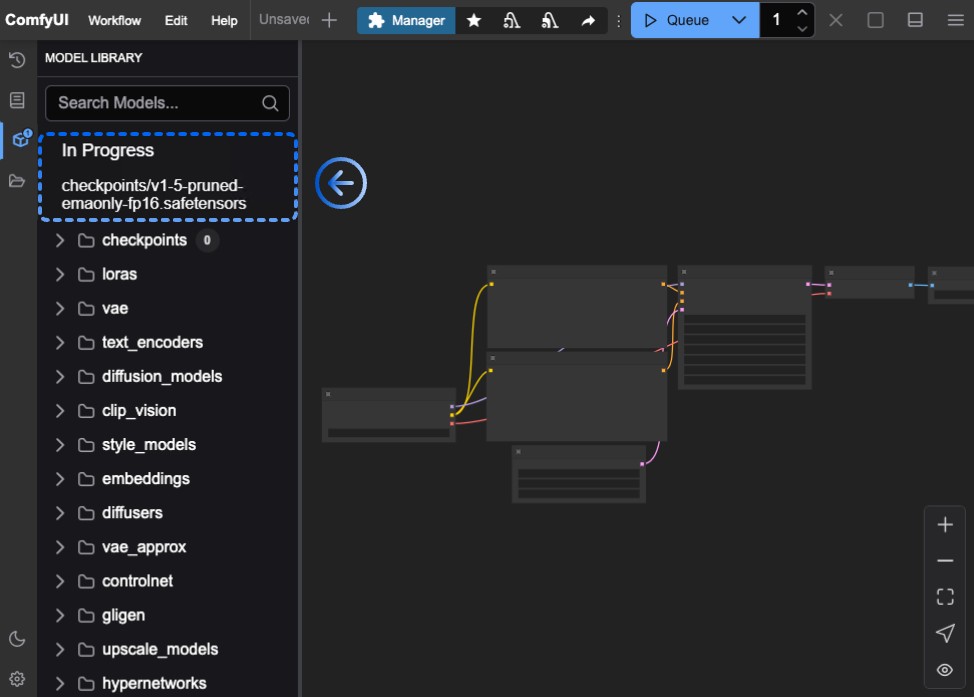 ComfyUI Workflow Edit Help Unsave Manager Queue 1
MODEL LIBRARY
Search Models...
In Progress
checkpoints/v1-5-pruned-
emaonly-fp16.safetensors
checkpoints 0
loras
vae
text_encoders
diffusion_models
clip_vision
style_models
embeddings
diffusers
vae_approx
controlnet
gligen
upscale_models
hypernetworks